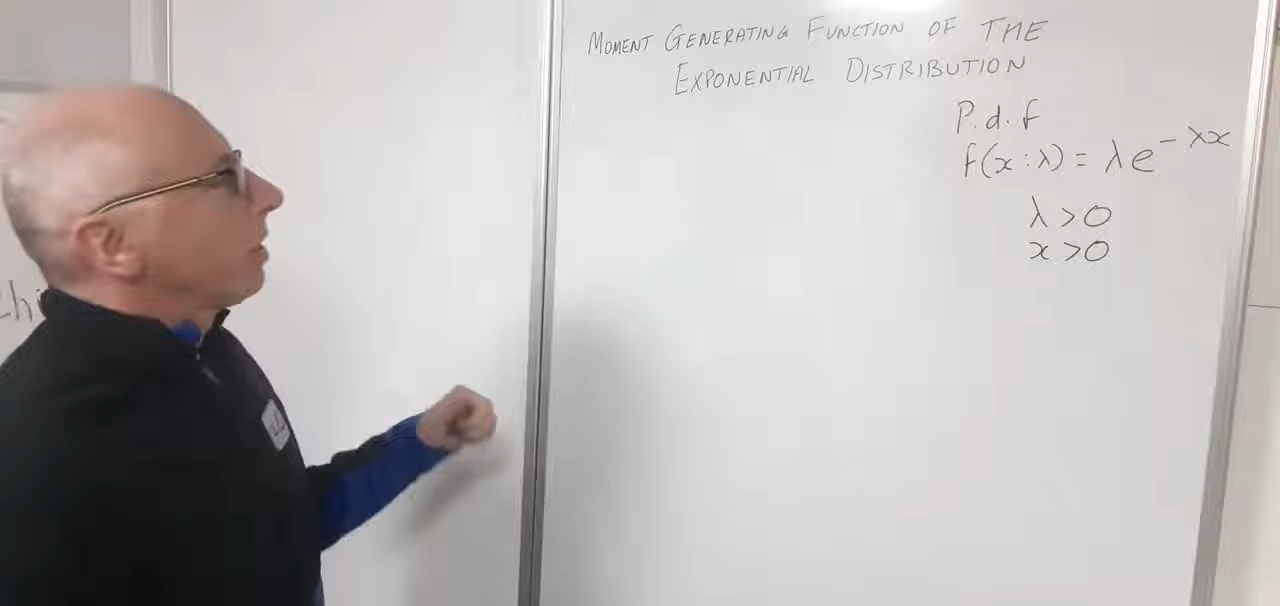 MOMENT GENERATING FUNCTION OF THE
EXPONENTIAL DISTRIBUTION
P.d.f
f(x:λ) = λe^{-λx}
λ>0
x>0